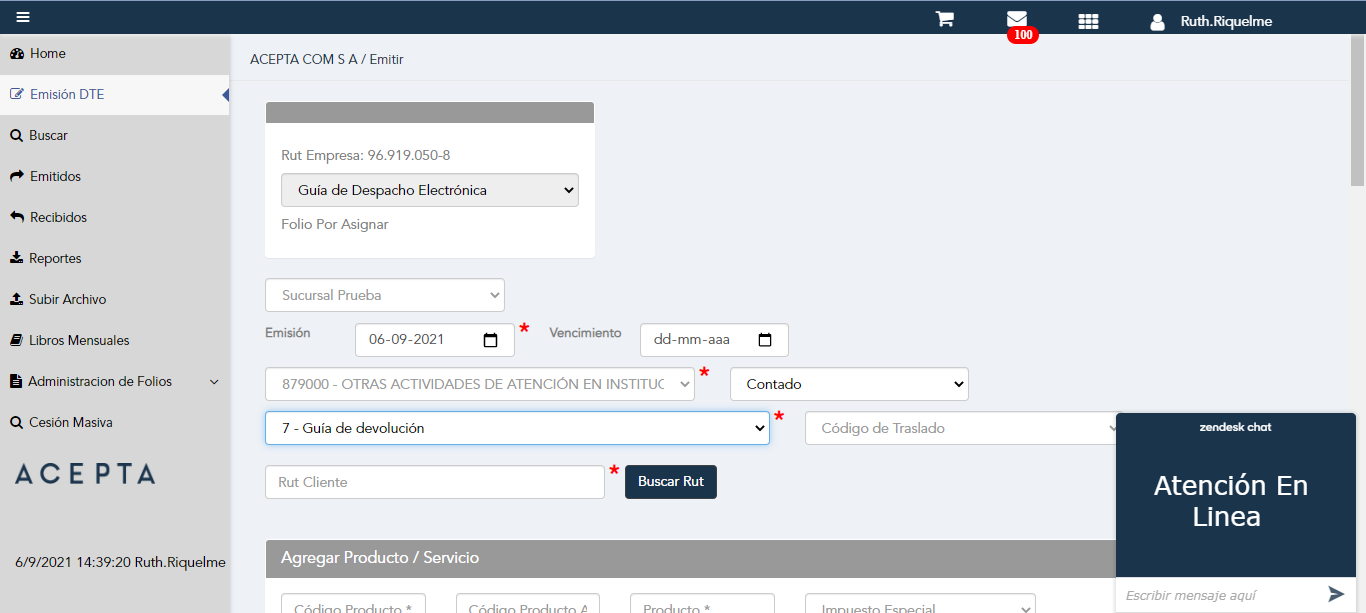 Ruth.Riquelme
100
Home
Emisión DTE
Buscar
Emitidos
Recibidos
Reportes
Subir Archivo
Libros Mensuales
Administracion de Folios
Cesión Masiva
ACEPTA
6/9/2021 14:39:20 Ruth.Riquelme
ACEPTA COM S A / Emitir
Rut Empresa: 96.919.050-8
Guía de Despacho Electrónica
Folio Por Asignar
Sucursal Prueba
Emisión 06-09-2021 * Vencimiento dd-mm-aaa
879000 - OTRAS ACTIVIDADES DE ATENCIÓN EN INSTITUC * Contado
7 - Guía de devolución * Código de Traslado
Rut Cliente * Buscar Rut
Agregar Producto / Servicio
Código Producto * Código Producto A Producto * Impuesto Especial
zendesk chat
Atención En
Linea
Escribir mensaje aquí